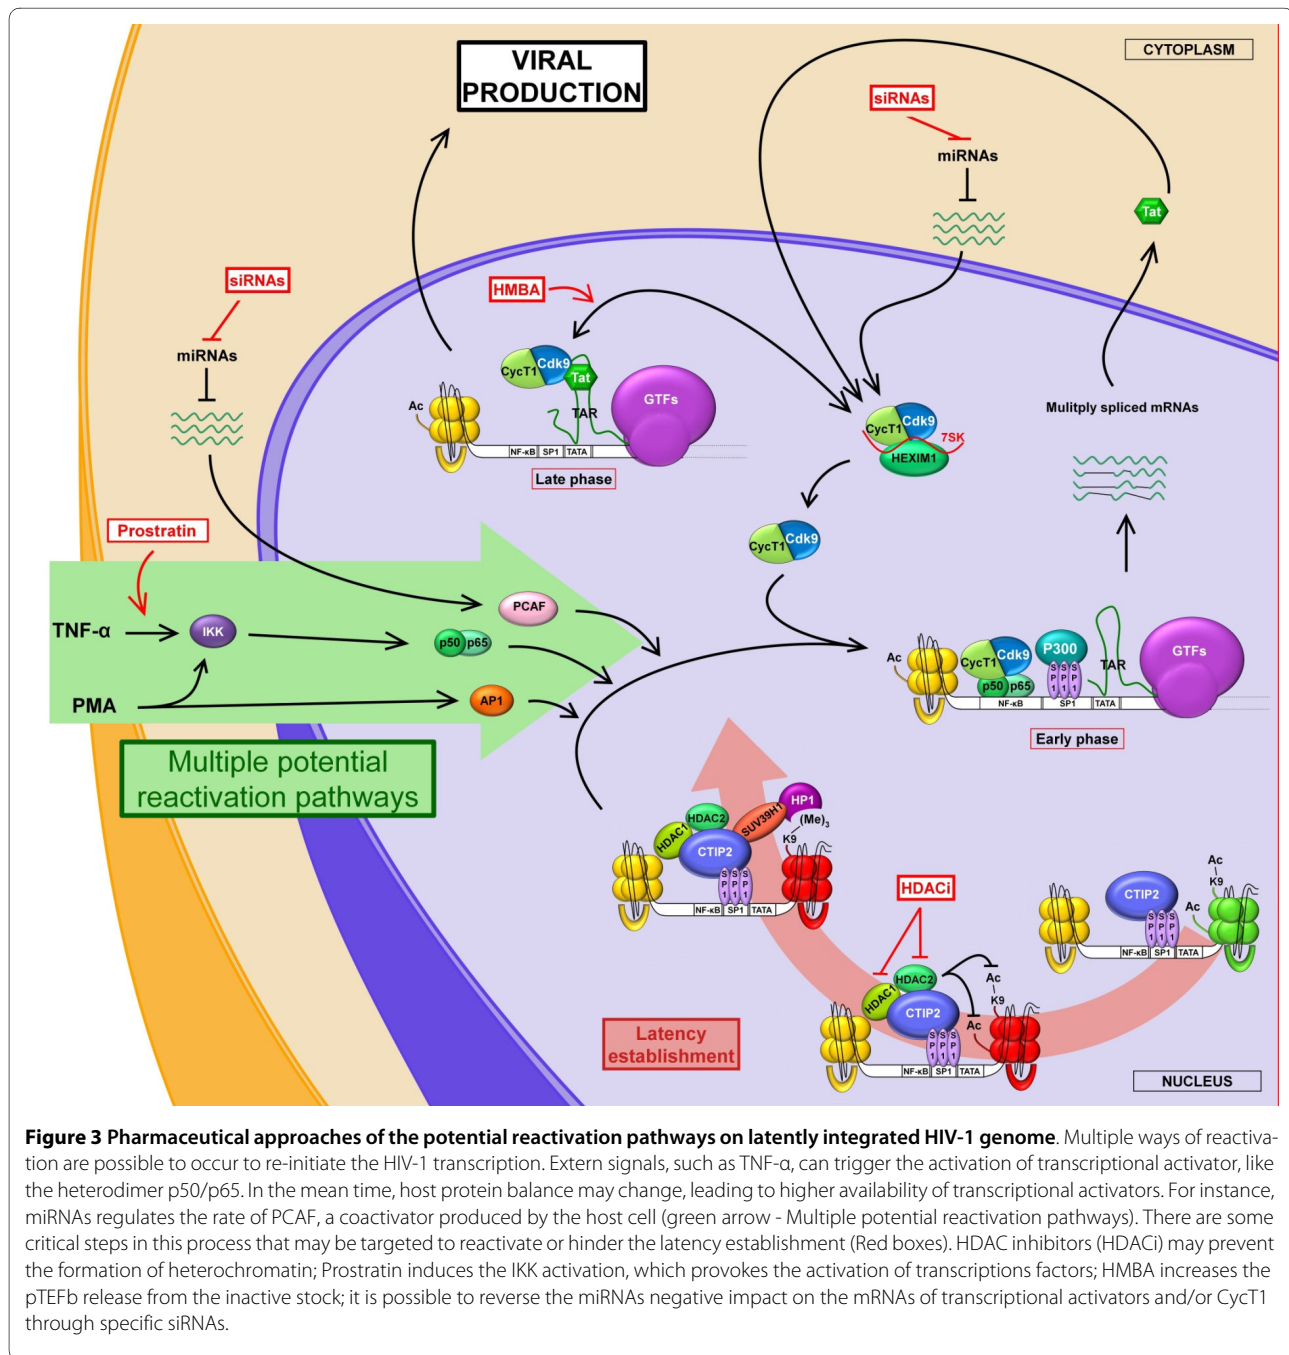 CYTOPLASM
VIRAL
PRODUCTION
siRNAs
miRNAs
Tat
siRNAs
miRNAs
HMBA
CycT1
Cdk9
Tat
TAR
GTFs
Ac
NF-κB SP1 TATA
Late phase
CycT1
Cdk9
7SK
HEXIM1
Mulitply spliced mRNAs
Prostratin
CycT1
Cdk9
TNF-α
IKK
PCAF
p50 p65
PMA
AP1
Multiple potential
reactivation pathways
Ac
CycT1
Cdk9
p50 p65
P300
SP1 SP1 SP1
TAR
GTFs
NF-κB SP1 TATA
Early phase
HDAC1
HDAC2
SUV39H1
HP1
(Me)3
K9
CTIP2
SP1 SP1 SP1
NF-κB SP1 TATA
HDACi
HDAC1
HDAC2
CTIP2
SP1 SP1 SP1
Ac
K9
Ac
NF-κB SP1 TATA
CTIP2
SP1 SP1 SP1
Ac
K9
Ac
NF-κB SP1 TATA
Latency
establishment
NUCLEUS
Figure 3 Pharmaceutical approaches of the potential reactivation pathways on latently integrated HIV-1 genome. Multiple ways of reactiva-
tion are possible to occur to re-initiate the HIV-1 transcription. Extern signals, such as TNF-α, can trigger the activation of transcriptional activator, like
the heterodimer p50/p65. In the mean time, host protein balance may change, leading to higher availability of transcriptional activators. For instance,
miRNAs regulates the rate of PCAF, a coactivator produced by the host cell (green arrow - Multiple potential reactivation pathways). There are some
critical steps in this process that may be targeted to reactivate or hinder the latency establishment (Red boxes). HDAC inhibitors (HDACi) may prevent
the formation of heterochromatin; Prostratin induces the IKK activation, which provokes the activation of transcriptions factors; HMBA increases the
pTEFb release from the inactive stock; it is possible to reverse the miRNAs negative impact on the mRNAs of transcriptional activators and/or CycT1
through specific siRNAs.